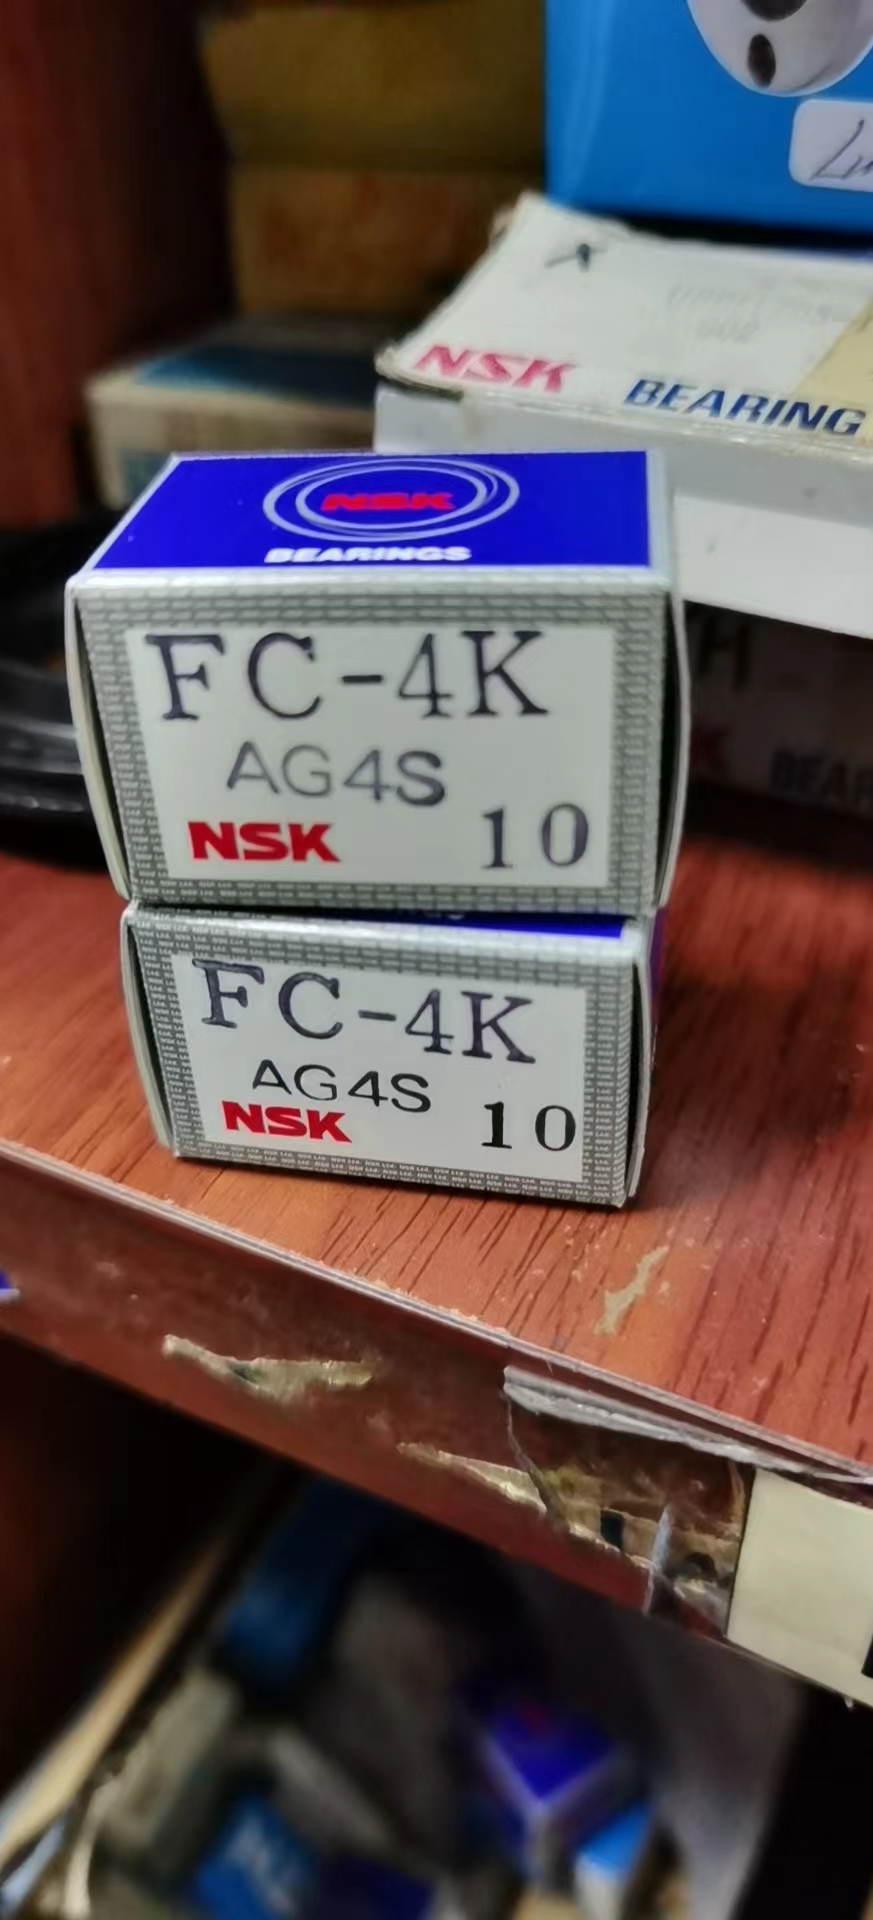 NSK
BEARING
NSK
BEARINGS
FC-4K
AG4S
NSK 10
FC-4K
AG4S
NSK 10